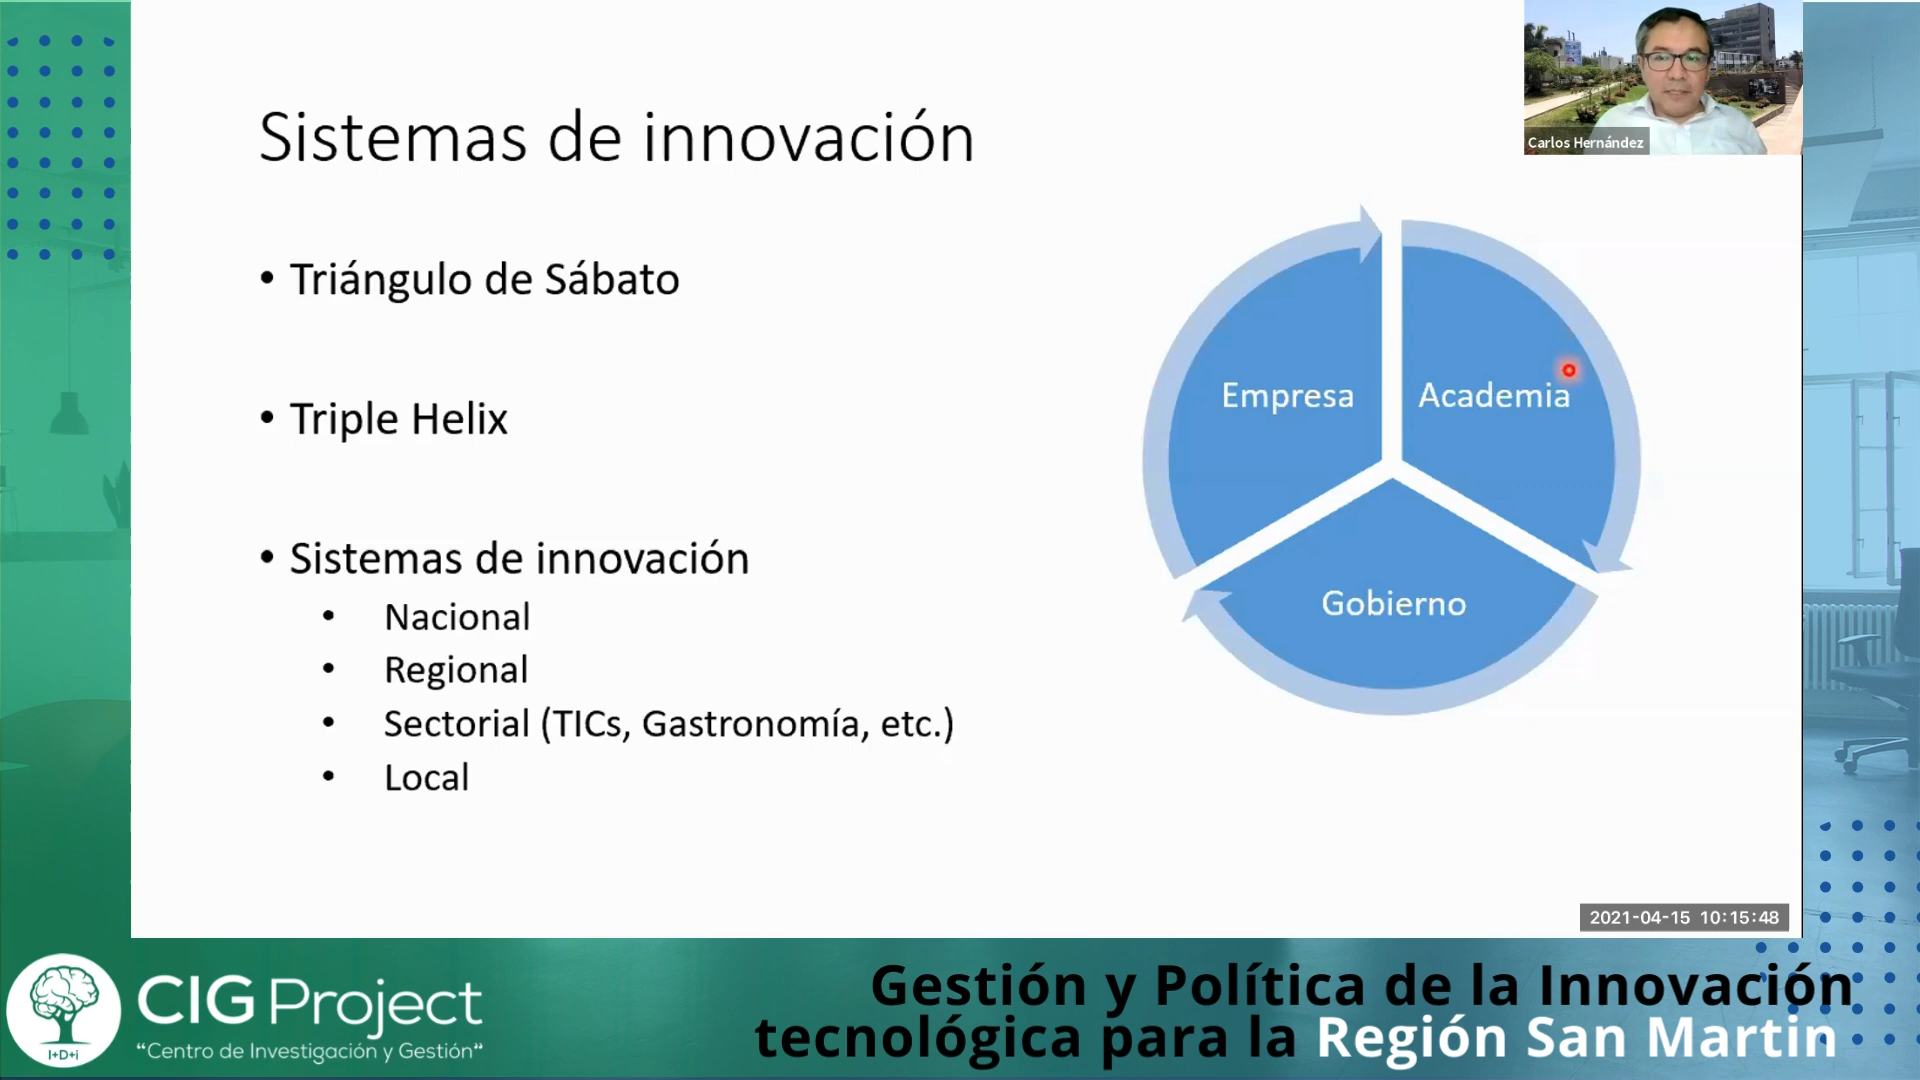 Sistemas de innovación
• Triángulo de Sábato
• Triple Helix
• Sistemas de innovación
• Nacional
• Regional
• Sectorial (TICs, Gastronomía, etc.)
• Local
Empresa
Academia
Gobierno
Carlos Hernández
2021-04-15 10:15:48
I+D+i
CIG Project
“Centro de Investigación y Gestión“
Gestión y Política de la Innovación
tecnológica para la Región San Martin